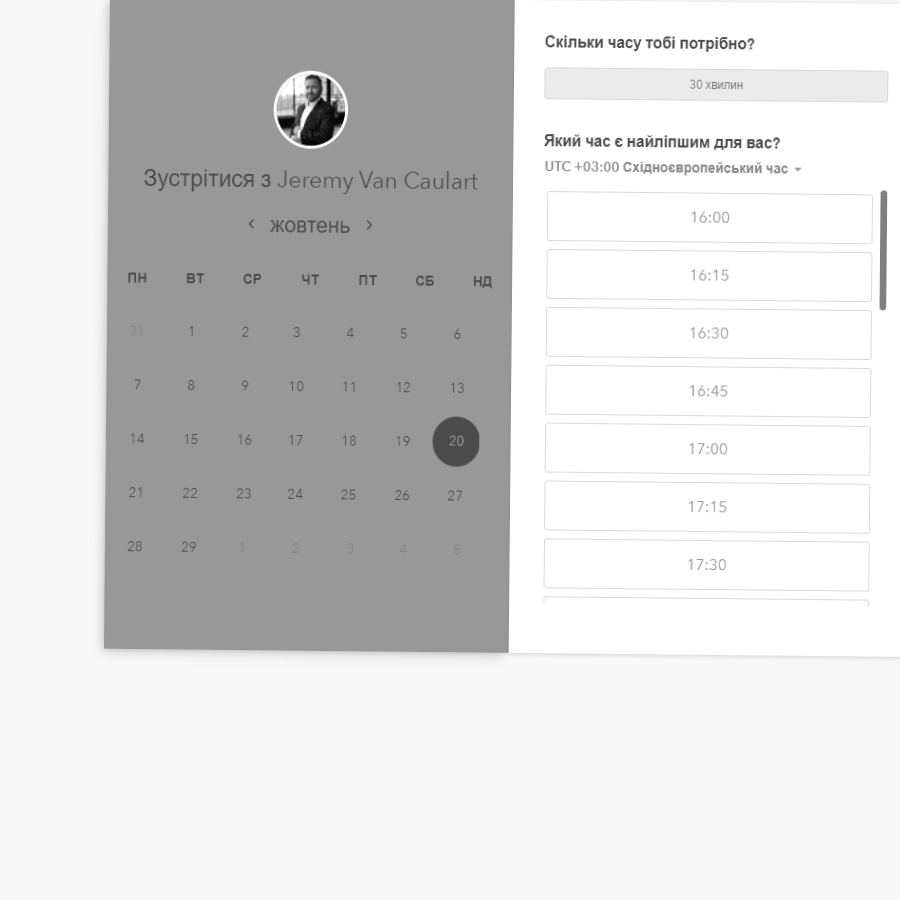 Зустрітися з Jeremy Van Caulart
жовтень
ПН ВТ СР ЧТ ПТ СБ НД
31 1 2 3 4 5 6
7 8 9 10 11 12 13
14 15 16 17 18 19 20
21 22 23 24 25 26 27
28 29 1 2 3 4 5
Скільки часу тобі потрібно?
30 хвилин
Який час є найліпшим для вас?
UTC +03:00 Східноєвропейський час
16:00
16:15
16:30
16:45
17:00
17:15
17:30